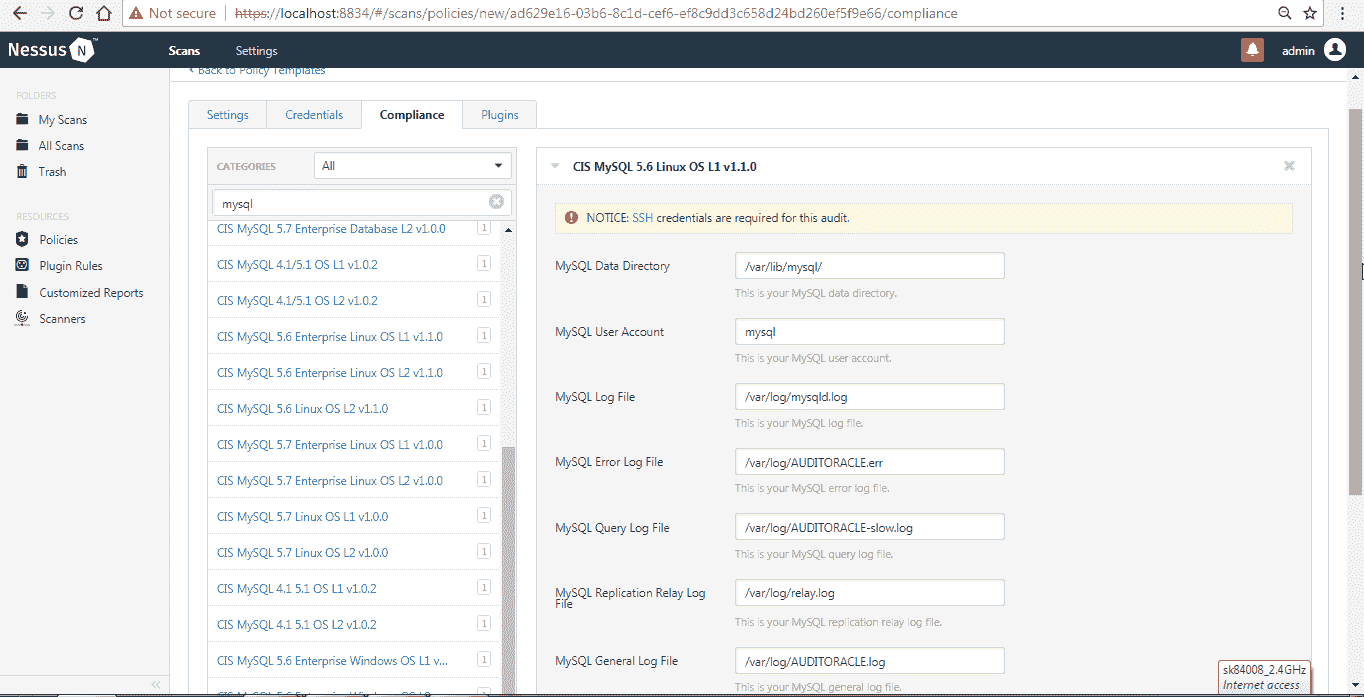 Not secure | https://localhost:8834/#/scans/policies/new/ad629e16-03b6-8c1d-cef6-ef8c9dd3c658d24bd260ef5f9e66/compliance
Nessus N ™
Scans
Settings
admin
FOLDERS
My Scans
All Scans
Trash
RESOURCES
Policies
Plugin Rules
Customized Reports
Scanners
Back to Policy Templates
Settings
Credentials
Compliance
Plugins
CATEGORIES
All
mysql
CIS MySQL 5.7 Enterprise Database L2 v1.0.0 1
CIS MySQL 4.1/5.1 OS L1 v1.0.2 1
CIS MySQL 4.1/5.1 OS L2 v1.0.2 1
CIS MySQL 5.6 Enterprise Linux OS L1 v1.1.0 1
CIS MySQL 5.6 Enterprise Linux OS L2 v1.1.0 1
CIS MySQL 5.6 Linux OS L2 v1.1.0 1
CIS MySQL 5.7 Enterprise Linux OS L1 v1.0.0 1
CIS MySQL 5.7 Enterprise Linux OS L2 v1.0.0 1
CIS MySQL 5.7 Linux OS L1 v1.0.0 1
CIS MySQL 5.7 Linux OS L2 v1.0.0 1
CIS MySQL 4.1 5.1 OS L1 v1.0.2 1
CIS MySQL 4.1 5.1 OS L2 v1.0.2 1
CIS MySQL 5.6 Enterprise Windows OS L1 v... 1
CIS MySQL 5.6 Linux OS L1 v1.1.0
NOTICE: SSH credentials are required for this audit.
MySQL Data Directory
/var/lib/mysql/
This is your MySQL data directory.
MySQL User Account
mysql
This is your MySQL user account.
MySQL Log File
/var/log/mysqld.log
This is your MySQL log file.
MySQL Error Log File
/var/log/AUDITORACLE.err
This is your MySQL error log file.
MySQL Query Log File
/var/log/AUDITORACLE-slow.log
This is your MySQL query log file.
MySQL Replication Relay Log
File
/var/log/relay.log
This is your MySQL replication relay log file.
MySQL General Log File
/var/log/AUDITORACLE.log
This is your MySQL general log file.
sk84008_2.4GHz
Internet access